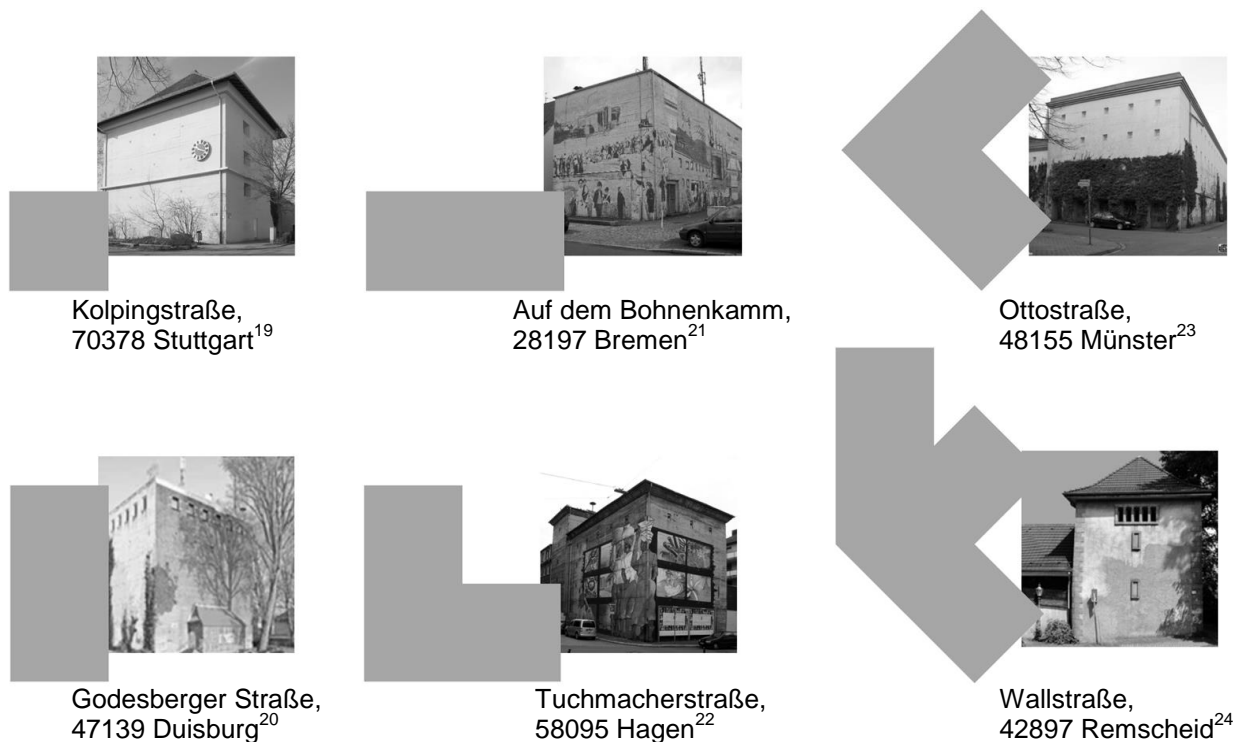 Kolpingstraße,
70378 Stuttgart¹⁹
Auf dem Bohnenkamm,
28197 Bremen²¹
Ottostraße,
48155 Münster²³
Godesberger Straße,
47139 Duisburg²⁰
Tuchmacherstraße,
58095 Hagen²²
Wallstraße,
42897 Remscheid²⁴